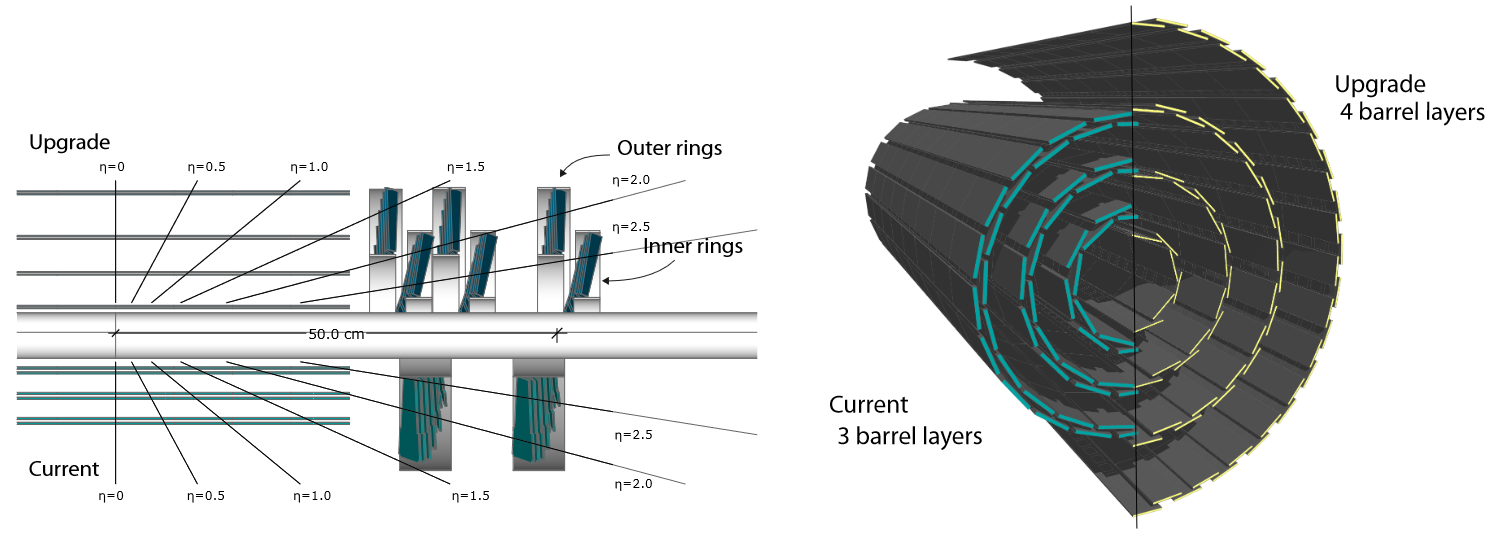 Upgrade
η=0
η=0.5
η=1.0
η=1.5
Outer rings
η=2.0
η=2.5
Inner rings
50.0 cm
Current
η=0
η=0.5
η=1.0
η=1.5
η=2.5
η=2.0
Upgrade
4 barrel layers
Current
3 barrel layers